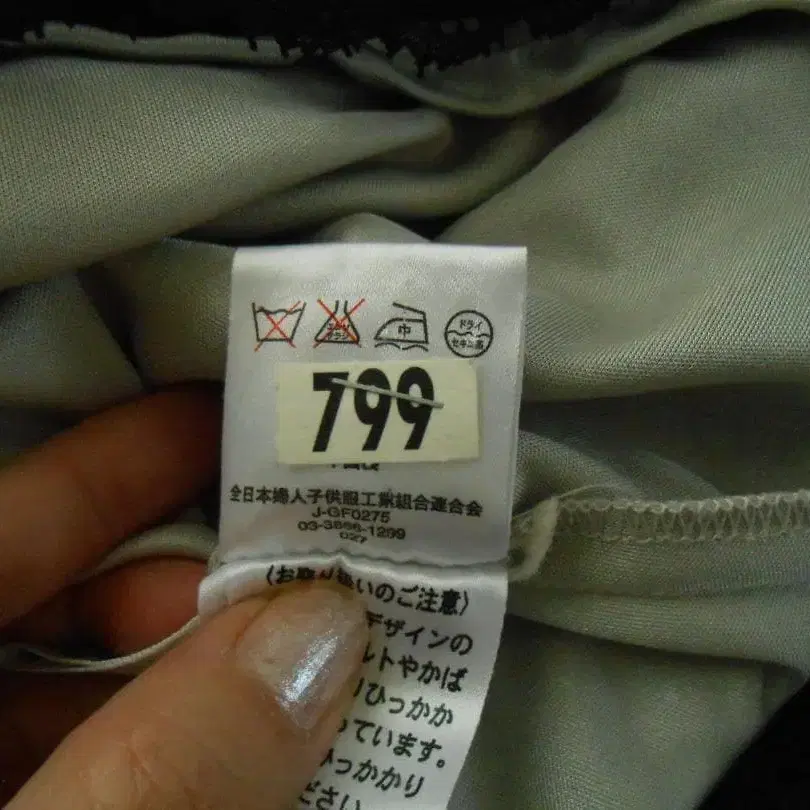 中
ドライ
セキユ系
799
全日本婦人子供服工業組合連合会
J-GF0275
027
〈お取り扱いのご注意〉
デザインの
ルトやかば
りひっかか
っています。
ひっかかり
ださい